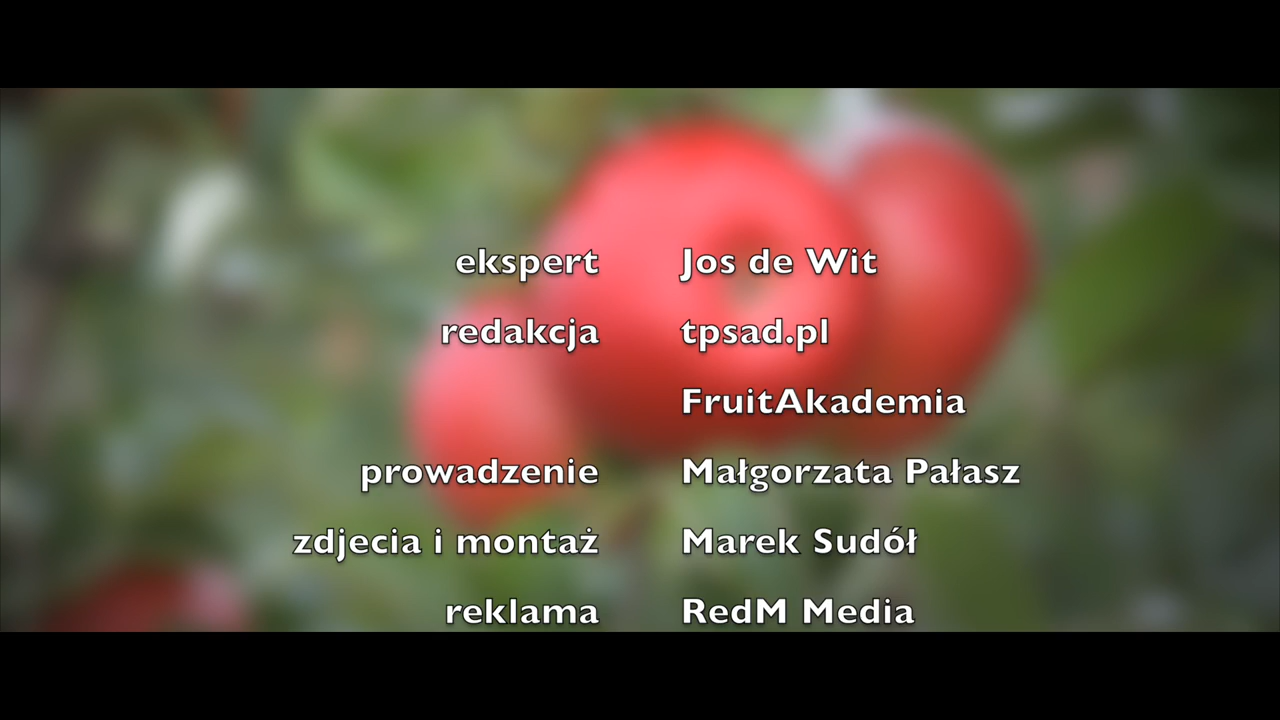 ekspert Jos de Wit
redakcja tpsad.pl
FruitAkademia
prowadzenie Małgorzata Pałasz
zdjecia i montaż Marek Sudół
reklama RedM Media